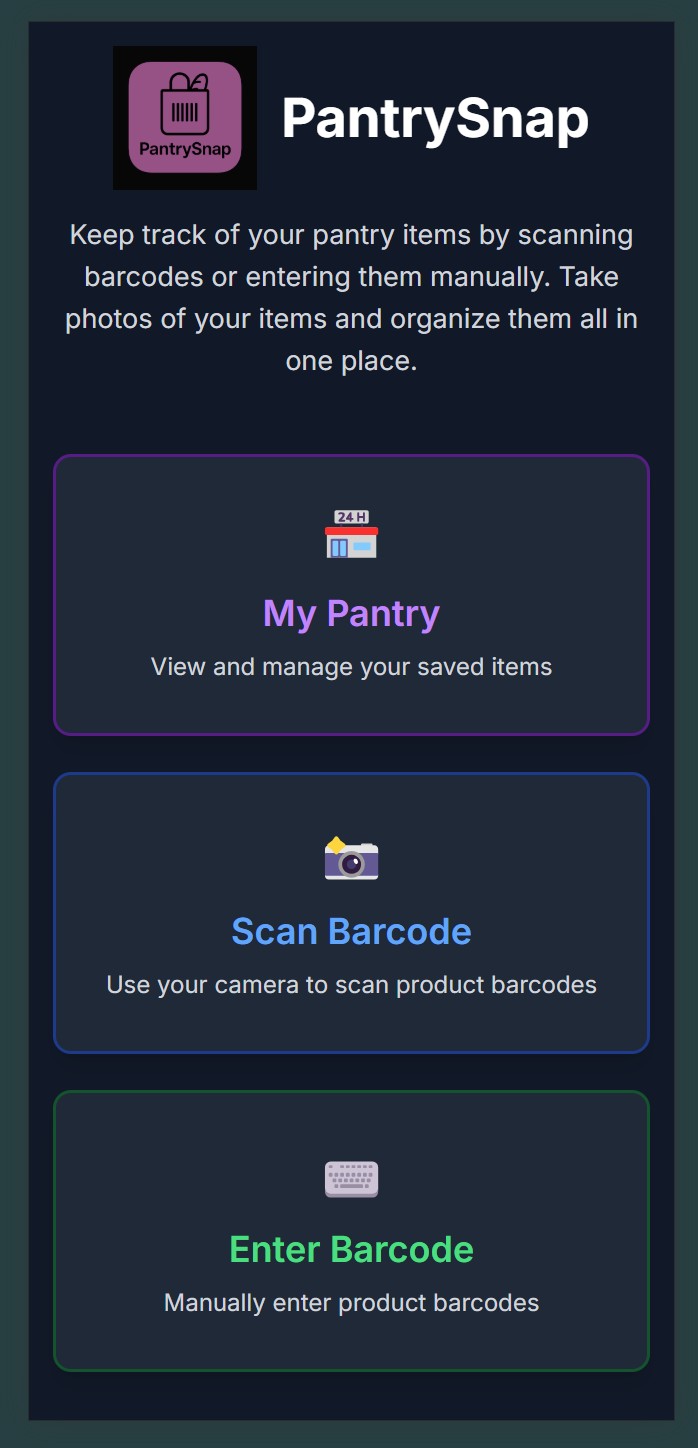 PantrySnap
PantrySnap
Keep track of your pantry items by scanning
barcodes or entering them manually. Take
photos of your items and organize them all in
one place.
24 H
My Pantry
View and manage your saved items
Scan Barcode
Use your camera to scan product barcodes
Enter Barcode
Manually enter product barcodes